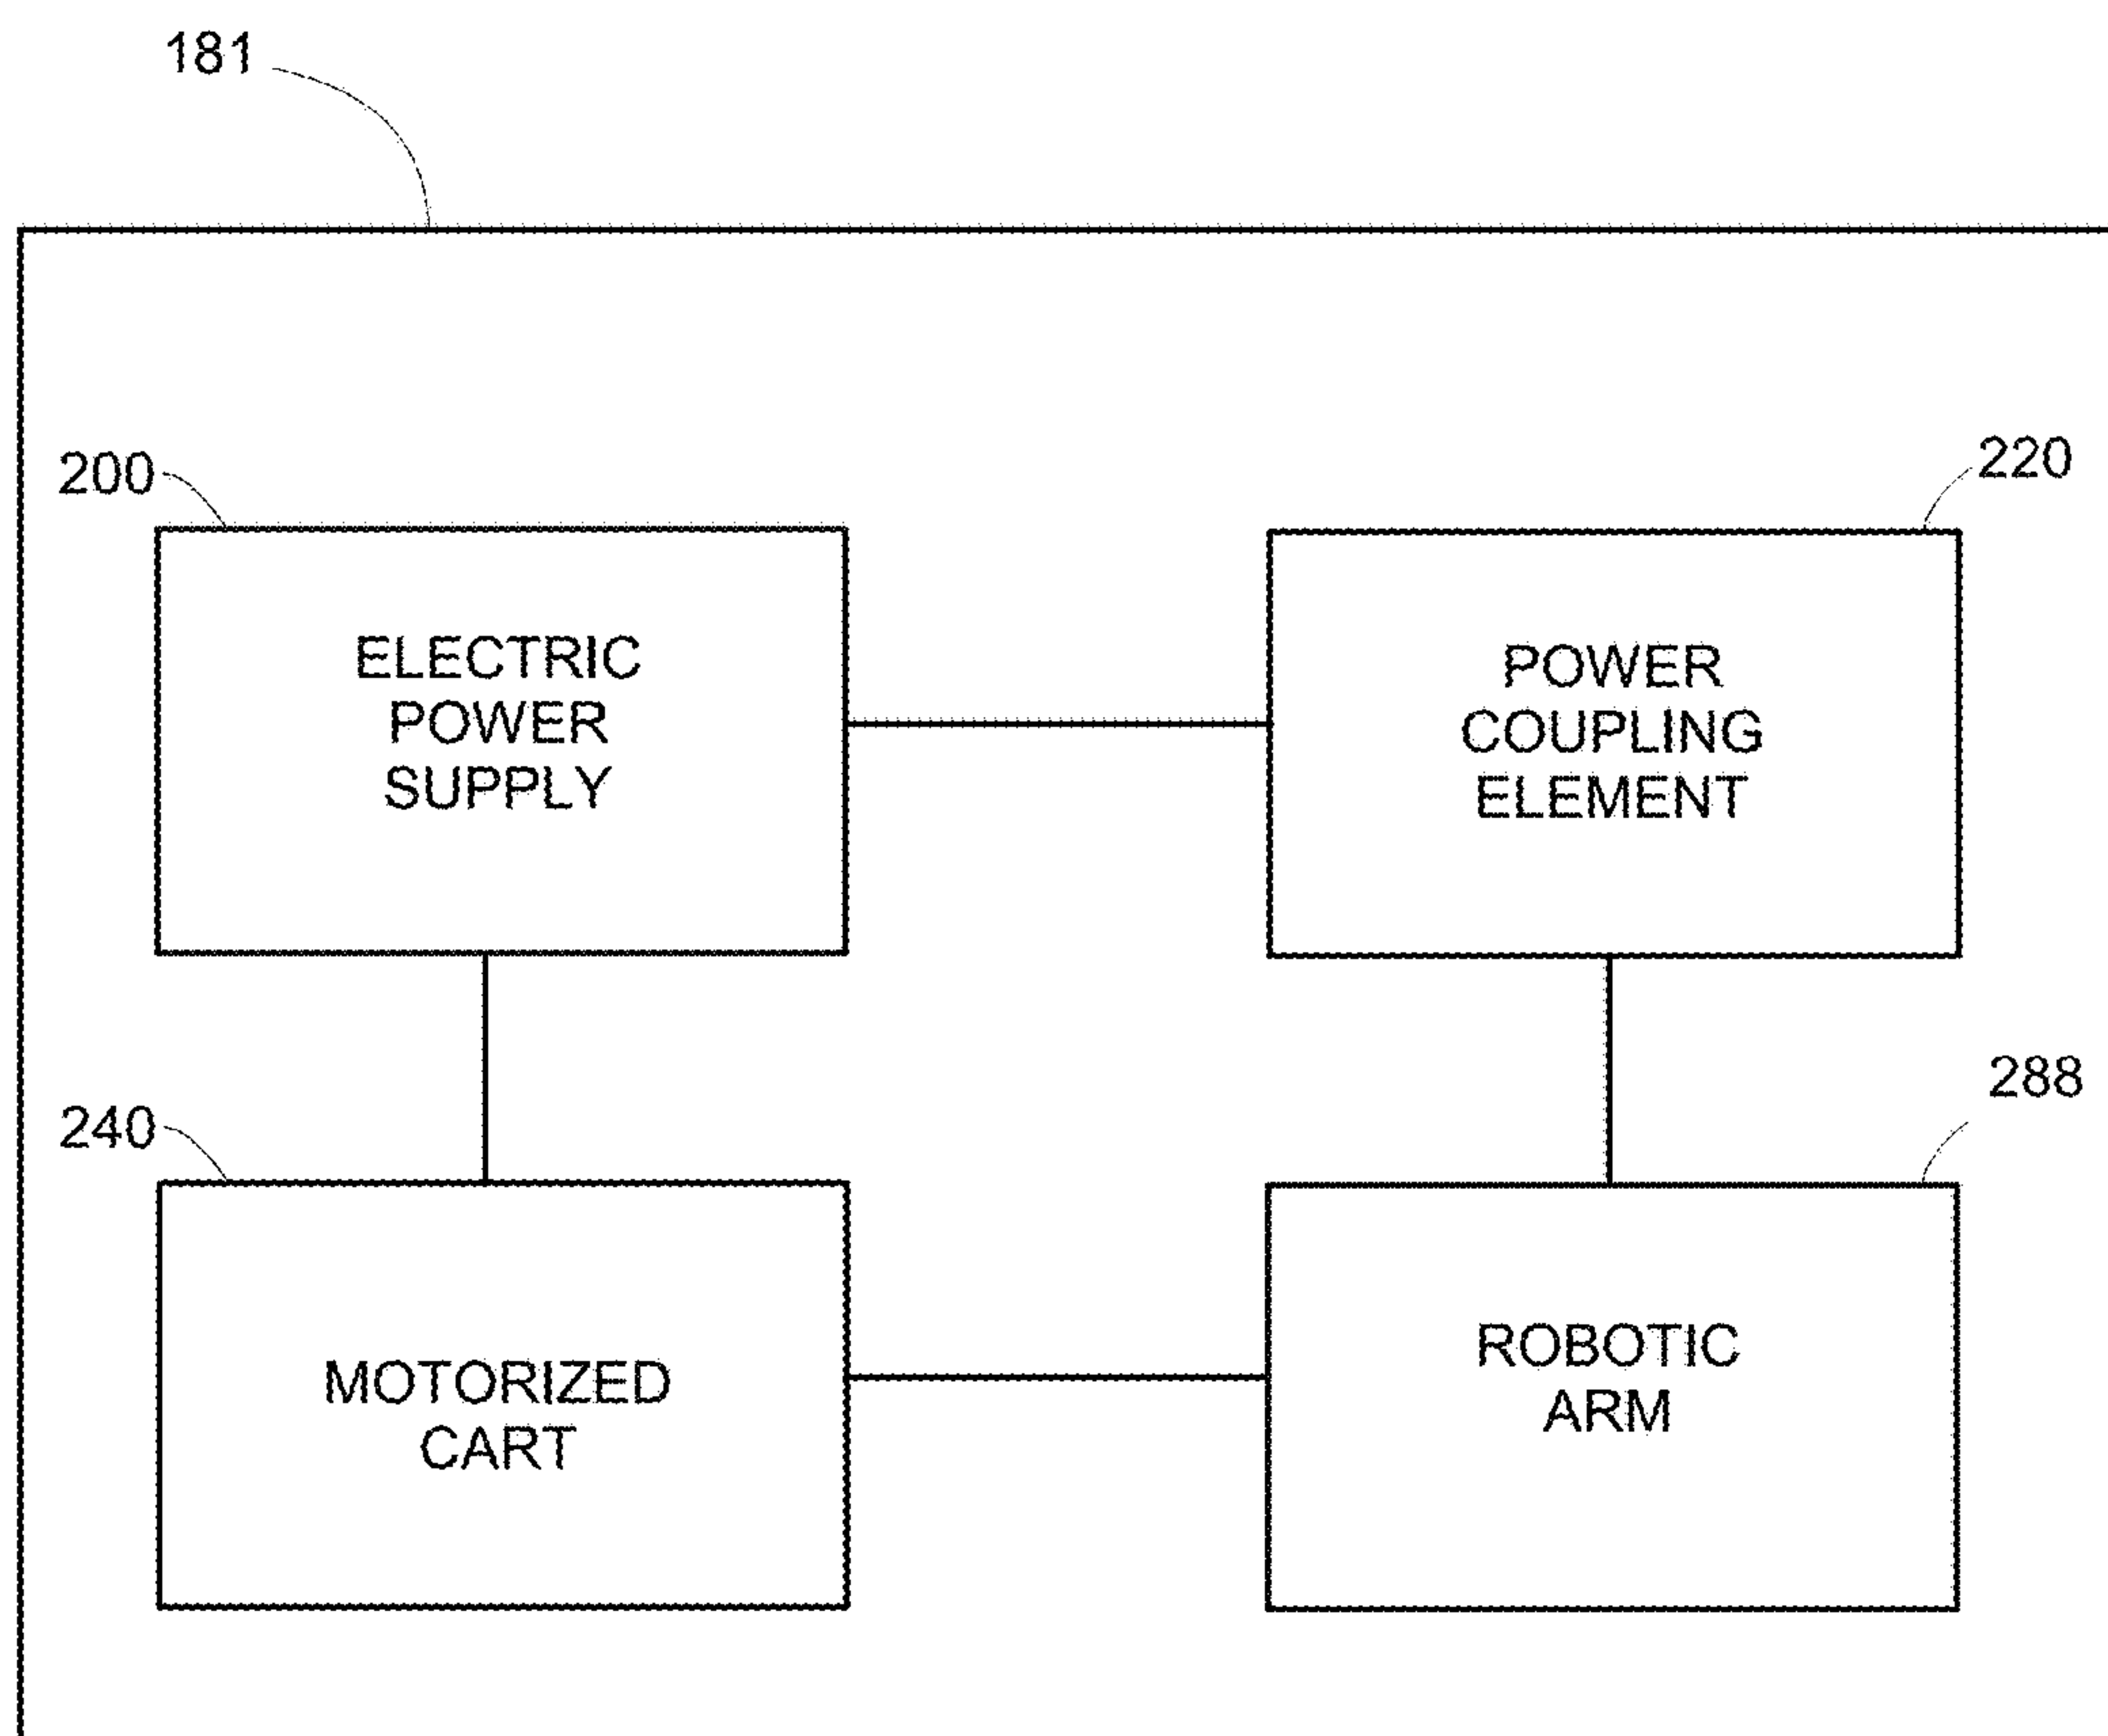 181
200
220
ELECTRIC
POWER
SUPPLY
POWER
COUPLING
ELEMENT
240
288
MOTORIZED
CART
ROBOTIC
ARM